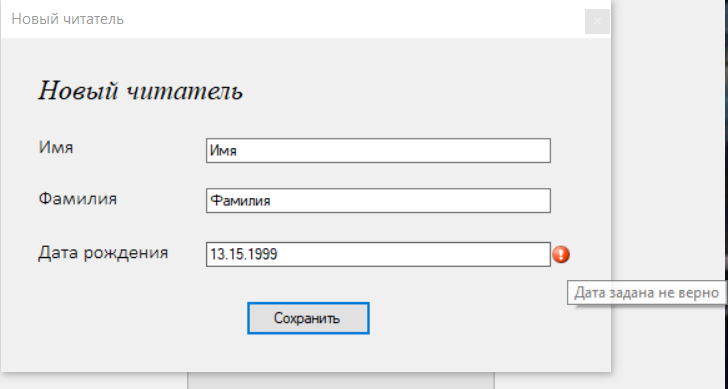 Новый читатель
Новый читатель
Имя
Имя
Фамилия
Фамилия
Дата рождения
13.15.1999
Дата задана не верно
Сохранить